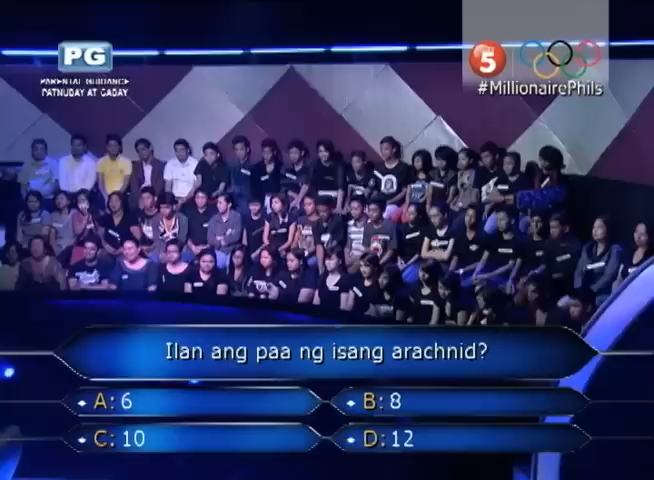 PG
PARENTAL GUIDANCE
PATNUBAY AT GABAY
5
#MillionairePhils
Ilan ang paa ng isang arachnid?
A: 6
B: 8
C: 10
D: 12